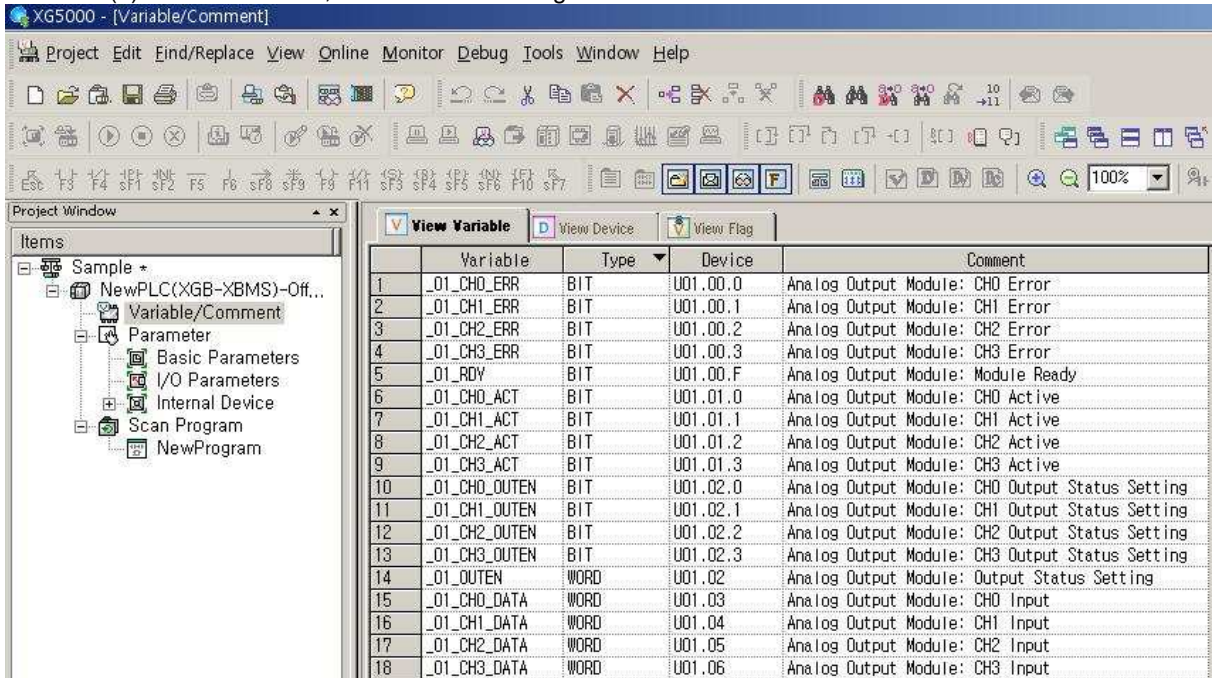 XG5000 - [Variable/Comment]
Project Edit Find/Replace View Online Monitor Debug Tools Window Help
100%
Project Window
Items
Sample *
NewPLC(XGB-XBMS)-Off...
Variable/Comment
Parameter
Basic Parameters
I/O Parameters
Internal Device
Scan Program
NewProgram
View Variable View Device View Flag
Variable Type Device Comment
1 _01_CH0_ERR BIT U01.00.0 Analog Output Module: CH0 Error
2 _01_CH1_ERR BIT U01.00.1 Analog Output Module: CH1 Error
3 _01_CH2_ERR BIT U01.00.2 Analog Output Module: CH2 Error
4 _01_CH3_ERR BIT U01.00.3 Analog Output Module: CH3 Error
5 _01_RDY BIT U01.00.F Analog Output Module: Module Ready
6 _01_CH0_ACT BIT U01.01.0 Analog Output Module: CH0 Active
7 _01_CH1_ACT BIT U01.01.1 Analog Output Module: CH1 Active
8 _01_CH2_ACT BIT U01.01.2 Analog Output Module: CH2 Active
9 _01_CH3_ACT BIT U01.01.3 Analog Output Module: CH3 Active
10 _01_CH0_OUTEN BIT U01.02.0 Analog Output Module: CH0 Output Status Setting
11 _01_CH1_OUTEN BIT U01.02.1 Analog Output Module: CH1 Output Status Setting
12 _01_CH2_OUTEN BIT U01.02.2 Analog Output Module: CH2 Output Status Setting
13 _01_CH3_OUTEN BIT U01.02.3 Analog Output Module: CH3 Output Status Setting
14 _01_OUTEN WORD U01.02 Analog Output Module: Output Status Setting
15 _01_CH0_DATA WORD U01.03 Analog Output Module: CH0 Input
16 _01_CH1_DATA WORD U01.04 Analog Output Module: CH1 Input
17 _01_CH2_DATA WORD U01.05 Analog Output Module: CH2 Input
18 _01_CH3_DATA WORD U01.06 Analog Output Module: CH3 Input